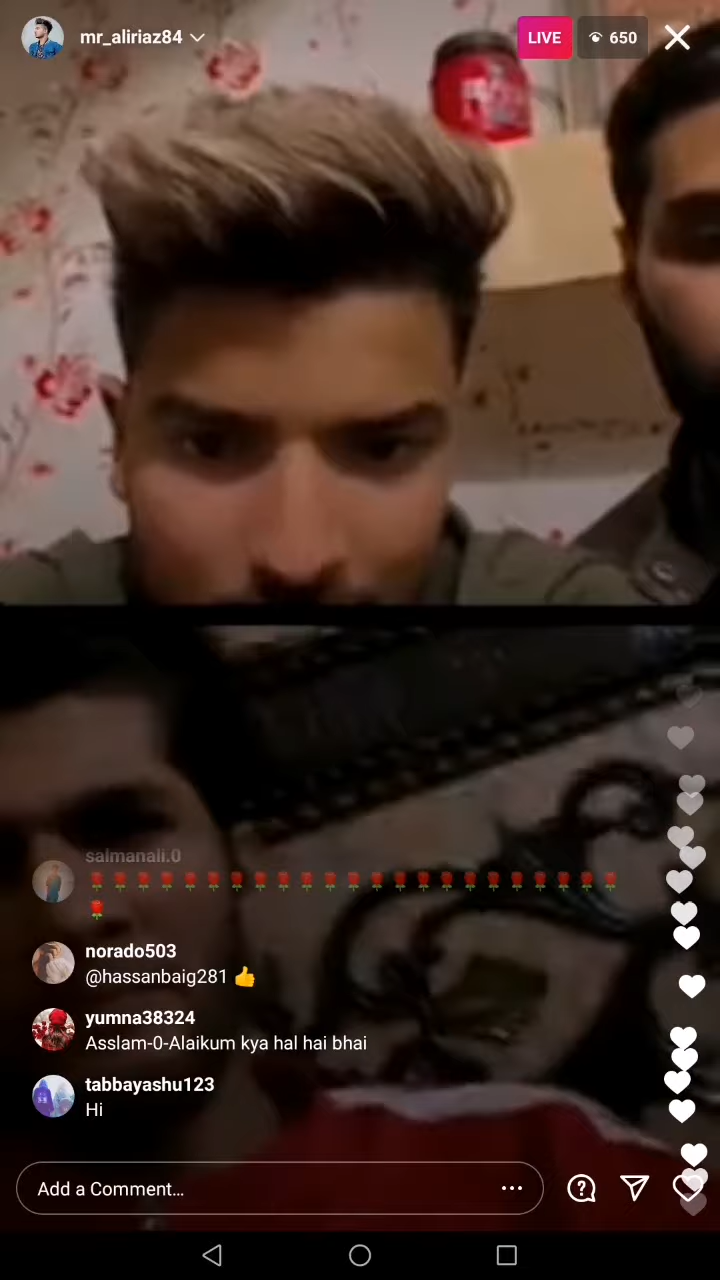 mr_aliriaz84
LIVE
650
salmanali.0
🌹🌹🌹🌹🌹🌹🌹🌹🌹🌹🌹🌹🌹🌹🌹🌹🌹🌹🌹🌹🌹🌹🌹
🌹
norado503
@hassanbaig281 👍
yumna38324
Asslam-0-Alaikum kya hal hai bhai
tabbayashu123
Hi
Add a Comment...